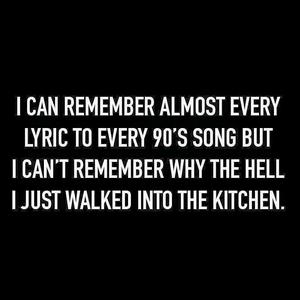 I CAN REMEMBER ALMOST EVERY
LYRIC TO EVERY 90'S SONG BUT
I CAN'T REMEMBER WHY THE HELL
I JUST WALKED INTO THE KITCHEN.